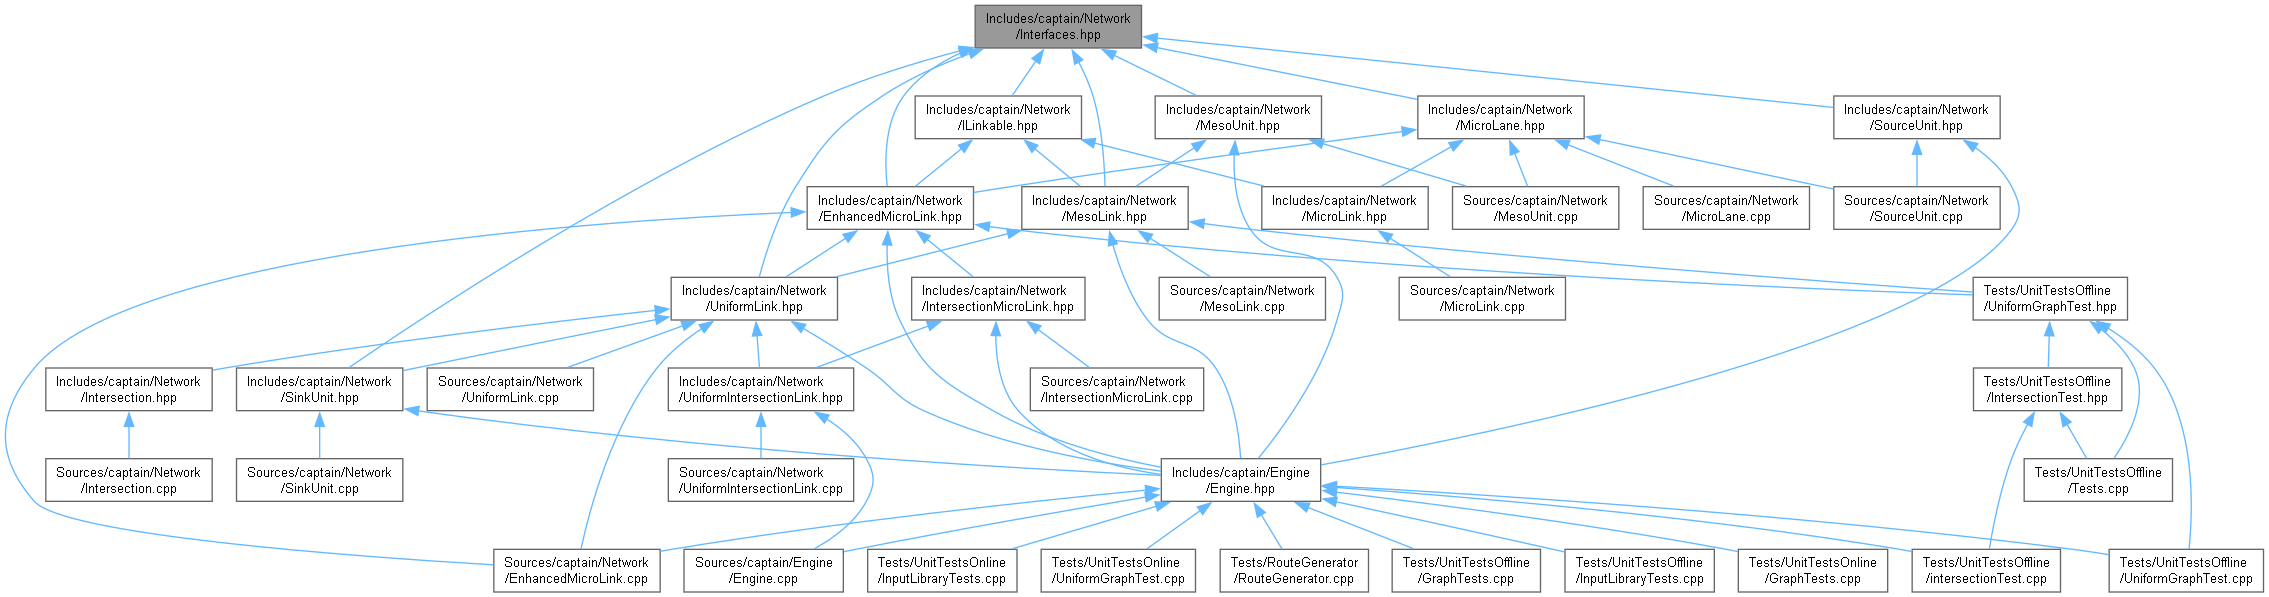 Includes/captain/Network
/Interfaces.hpp
Includes/captain/Network
/ILinkable.hpp
Includes/captain/Network
/MesoUnit.hpp
Includes/captain/Network
/MicroLane.hpp
Includes/captain/Network
/SourceUnit.hpp
Includes/captain/Network
/EnhancedMicroLink.hpp
Includes/captain/Network
/MesoLink.hpp
Includes/captain/Network
/MicroLink.hpp
Sources/captain/Network
/MesoUnit.cpp
Sources/captain/Network
/MicroLane.cpp
Sources/captain/Network
/SourceUnit.cpp
Includes/captain/Network
/UniformLink.hpp
Includes/captain/Network
/IntersectionMicroLink.hpp
Sources/captain/Network
/MesoLink.cpp
Sources/captain/Network
/MicroLink.cpp
Tests/UnitTestsOffline
/UniformGraphTest.hpp
Includes/captain/Network
/Intersection.hpp
Includes/captain/Network
/SinkUnit.hpp
Sources/captain/Network
/UniformLink.cpp
Includes/captain/Network
/UniformIntersectionLink.hpp
Sources/captain/Network
/IntersectionMicroLink.cpp
Tests/UnitTestsOffline
/IntersectionTest.hpp
Sources/captain/Network
/Intersection.cpp
Sources/captain/Network
/SinkUnit.cpp
Sources/captain/Network
/UniformIntersectionLink.cpp
Includes/captain/Engine
/Engine.hpp
Tests/UnitTestsOffline
/Tests.cpp
Sources/captain/Network
/EnhancedMicroLink.cpp
Sources/captain/Engine
/Engine.cpp
Tests/UnitTestsOnline
/InputLibraryTests.cpp
Tests/UnitTestsOnline
/UniformGraphTest.cpp
Tests/RouteGenerator
/RouteGenerator.cpp
Tests/UnitTestsOffline
/GraphTests.cpp
Tests/UnitTestsOffline
/InputLibraryTests.cpp
Tests/UnitTestsOnline
/GraphTests.cpp
Tests/UnitTestsOffline
/intersectionTest.cpp
Tests/UnitTestsOffline
/UniformGraphTest.cpp